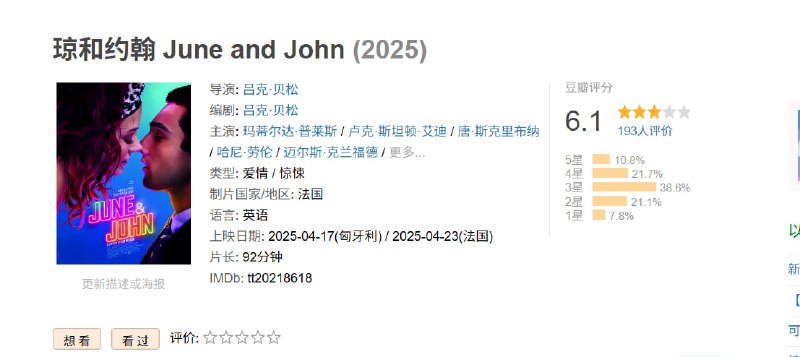 琼和约翰 June and John (2025)
导演: 吕克·贝松
编剧: 吕克·贝松
主演: 玛蒂尔达·普莱斯 / 卢克·斯坦顿·艾迪 / 唐·斯克里布纳
/ 哈尼·劳伦 / 迈尔斯·克兰福德 / 更多...
类型: 爱情 / 惊悚
制片国家/地区: 法国
语言: 英语
上映日期: 2025-04-17(匈牙利) / 2025-04-23(法国)
片长: 92分钟
IMDb: tt20218618
JUNE &
JOHN
更新描述或海报
豆瓣评分
6.1
193人评价
5星 10.8%
4星 21.7%
3星 38.6%
2星 21.1%
1星 7.8%
想看 看过 评价:
以
新
【
可